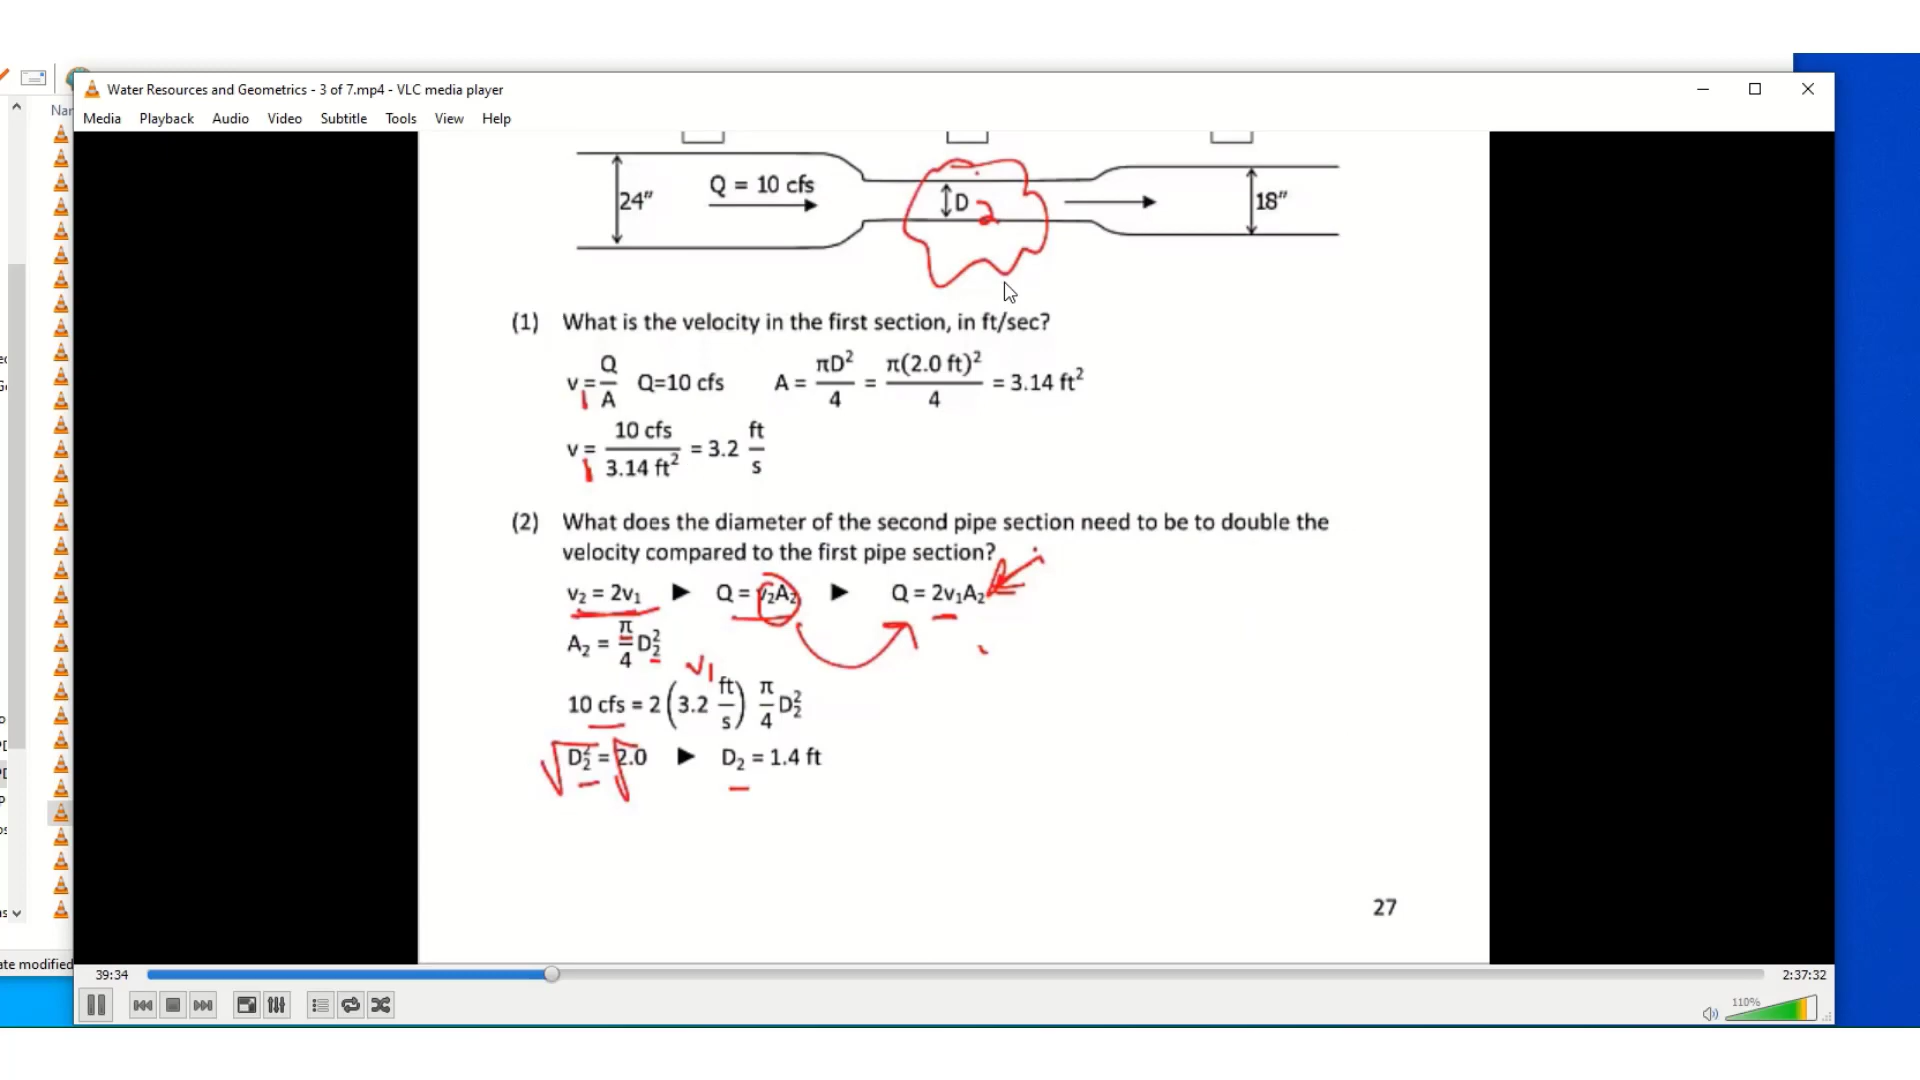 Water Resources and Geometrics - 3 of 7.mp4 - VLC media player
Media Playback Audio Video Subtitle Tools View Help
24" Q = 10 cfs D 2 18"
(1) What is the velocity in the first section, in ft/sec?
v₁ = Q/A Q=10 cfs A = πD²/4 = π(2.0 ft)²/4 = 3.14 ft²
v₁ = 10 cfs/3.14 ft² = 3.2 ft/s
(2) What does the diameter of the second pipe section need to be to double the
velocity compared to the first pipe section?
v₂ = 2v₁ ▶ Q = v₂A₂ ▶ Q = 2v₁A₂
A₂ = π/4 D₂²
v1
10 cfs = 2 (3.2 ft/s) π/4 D₂²
√D₂² = √2.0 ▶ D₂ = 1.4 ft
27
ate modified
39:34 2:37:32
110%